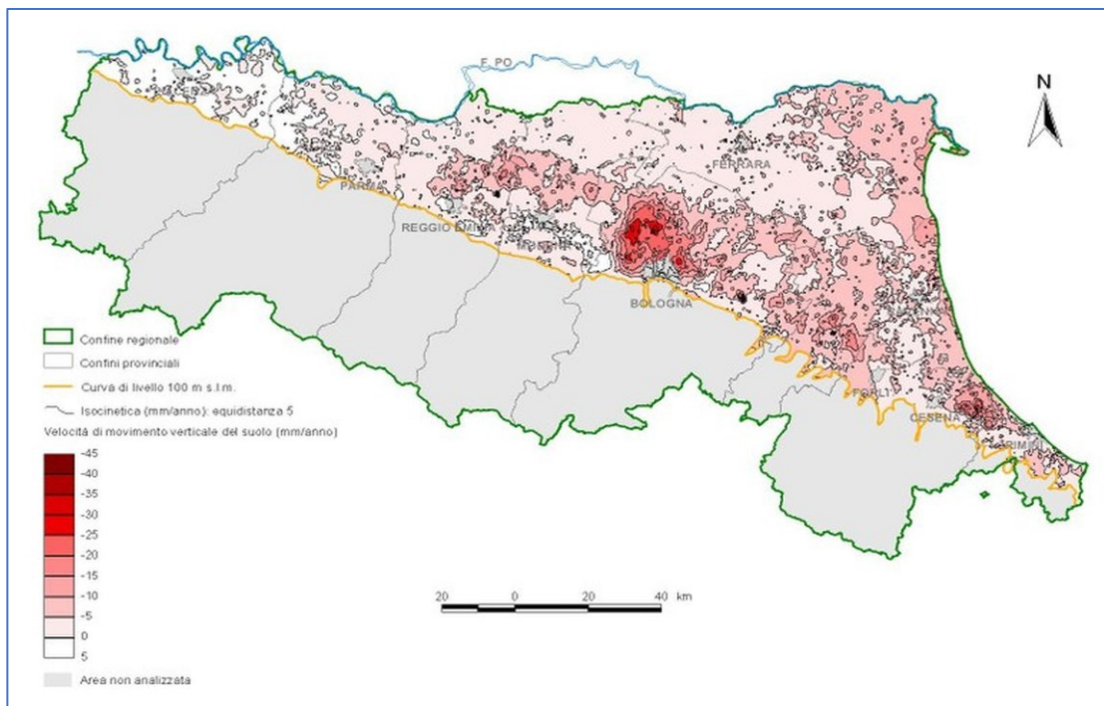 F. PO
N
FERRARA
PARMA
REGGIO EMILIA
BOLOGNA
FORLI'
CESENA
RIMINI
Confine regionale
Confini provinciali
Curva di livello 100 m s.l.m.
Isocinetica (mm/anno): equidistanza 5
Velocitá di movimento verticale del suolo (mm/anno)
-45
-40
-35
-30
-25
-20
-15
-10
-5
0
5
Area non analizzata
20 0 20 40 km